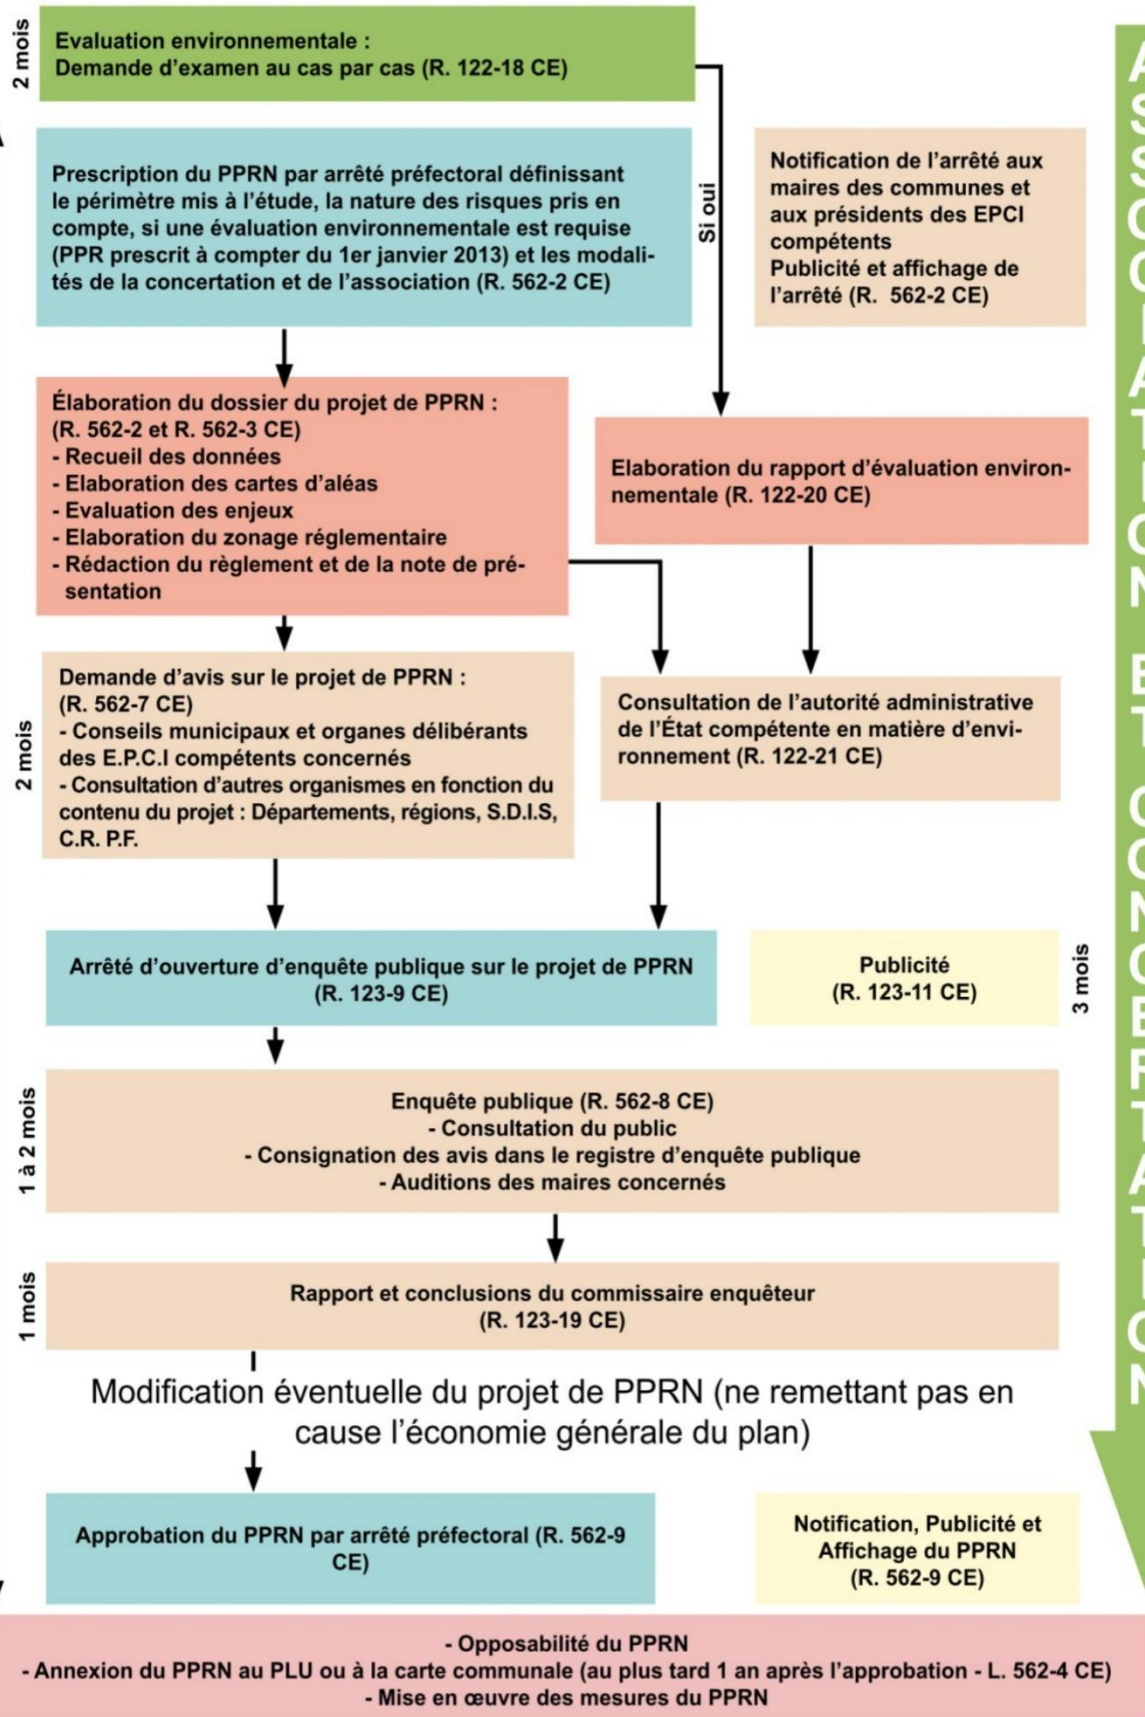 2 mois
Evaluation environnementale :
Demande d'examen au cas par cas (R. 122-18 CE)
Prescription du PPRN par arrêté préfectoral définissant
le périmètre mis à l'étude, la nature des risques pris en
compte, si une évaluation environnementale est requise
(PPR prescrit à compter du 1er janvier 2013) et les modali-
tés de la concertation et de l'association (R. 562-2 CE)
Si oui
Notification de l'arrêté aux
maires des communes et
aux présidents des EPCI
compétents
Publicité et affichage de
l'arrêté (R. 562-2 CE)
Élaboration du dossier du projet de PPRN :
(R. 562-2 et R. 562-3 CE)
- Recueil des données
- Elaboration des cartes d'aléas
- Evaluation des enjeux
- Elaboration du zonage réglementaire
- Rédaction du règlement et de la note de pré-
sentation
Elaboration du rapport d'évaluation environ-
nementale (R. 122-20 CE)
2 mois
Demande d'avis sur le projet de PPRN :
(R. 562-7 CE)
- Conseils municipaux et organes délibérants
des E.P.C.I compétents concernés
- Consultation d'autres organismes en fonction du
contenu du projet : Départements, régions, S.D.I.S,
C.R. P.F.
Consultation de l'autorité administrative
de l'État compétente en matière d'envi-
ronnement (R. 122-21 CE)
Arrêté d'ouverture d'enquête publique sur le projet de PPRN
(R. 123-9 CE)
Publicité
(R. 123-11 CE)
3 mois
1 à 2 mois
Enquête publique (R. 562-8 CE)
- Consultation du public
- Consignation des avis dans le registre d'enquête publique
- Auditions des maires concernés
1 mois
Rapport et conclusions du commissaire enquêteur
(R. 123-19 CE)
Modification éventuelle du projet de PPRN (ne remettant pas en
cause l'économie générale du plan)
Approbation du PPRN par arrêté préfectoral (R. 562-9
CE)
Notification, Publicité et
Affichage du PPRN
(R. 562-9 CE)
- Opposabilité du PPRN
- Annexion du PPRN au PLU ou à la carte communale (au plus tard 1 an après l'approbation - L. 562-4 CE)
- Mise en œuvre des mesures du PPRN
ASSOCIATION ET CONCERTATION